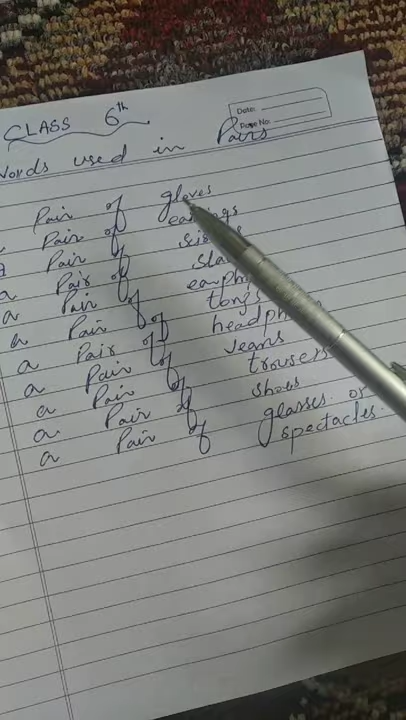 CLASS 6th
Date:
Page No:
Words used in Pairs
Pair of gloves
Pair of
a Pair of
a Pair of
a Pair of
a Pair of tongs
a Pair of
a Pair of jeans
a Pair of trousers
a Pair of shoes
a Pair of glasses or
spectacles.